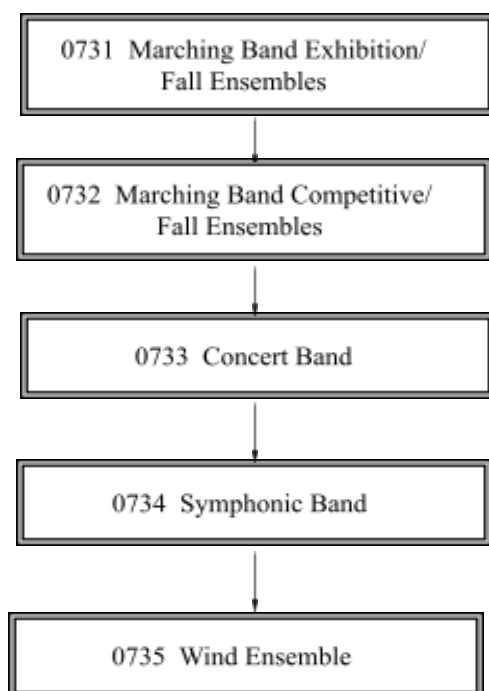 0731 Marching Band Exhibition/
Fall Ensembles
0732 Marching Band Competitive/
Fall Ensembles
0733 Concert Band
0734 Symphonic Band
0735 Wind Ensemble